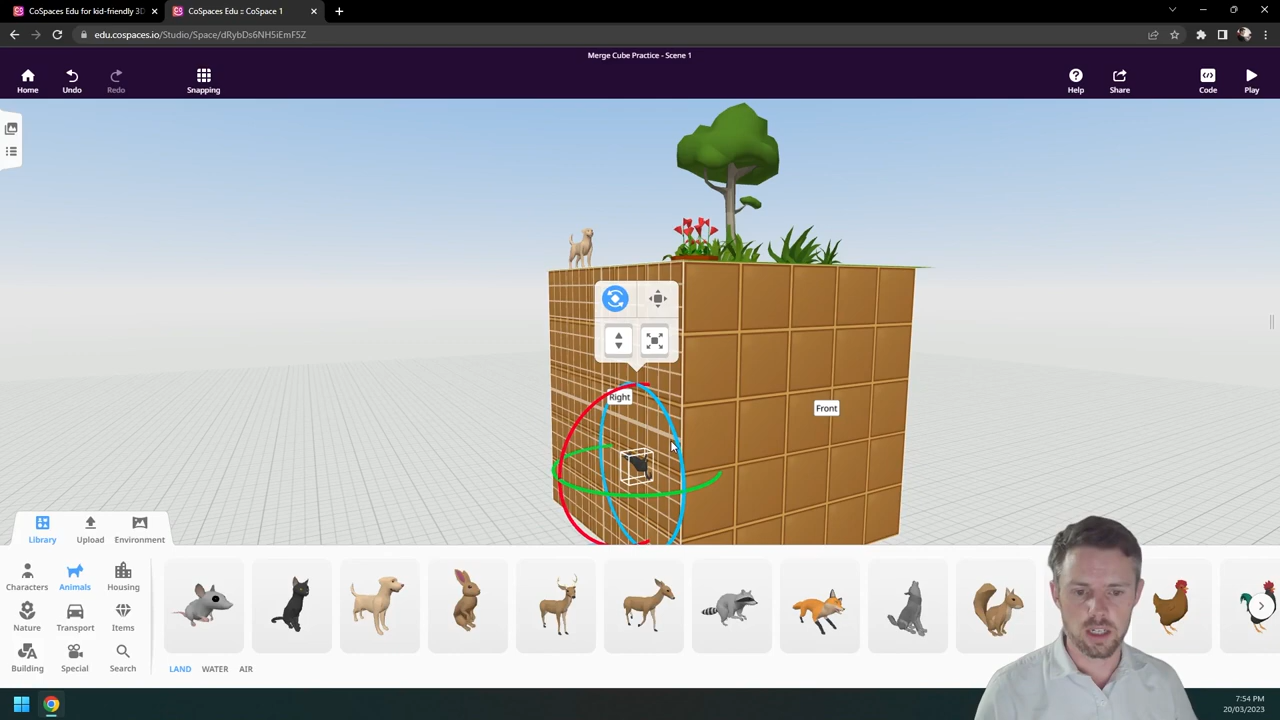 CoSpaces Edu for kid-friendly 3D
CoSpaces Edu :: CoSpace 1
edu.cospaces.io/Studio/Space/dRybDs6NH5iEmF5Z
Merge Cube Practice - Scene 1
Home
Undo
Redo
Snapping
Help
Share
Code
Play
Right
Front
Library
Upload
Environment
Characters
Animals
Housing
Nature
Transport
Items
Building
Special
Search
LAND
WATER
AIR
7:54 PM
20/03/2023